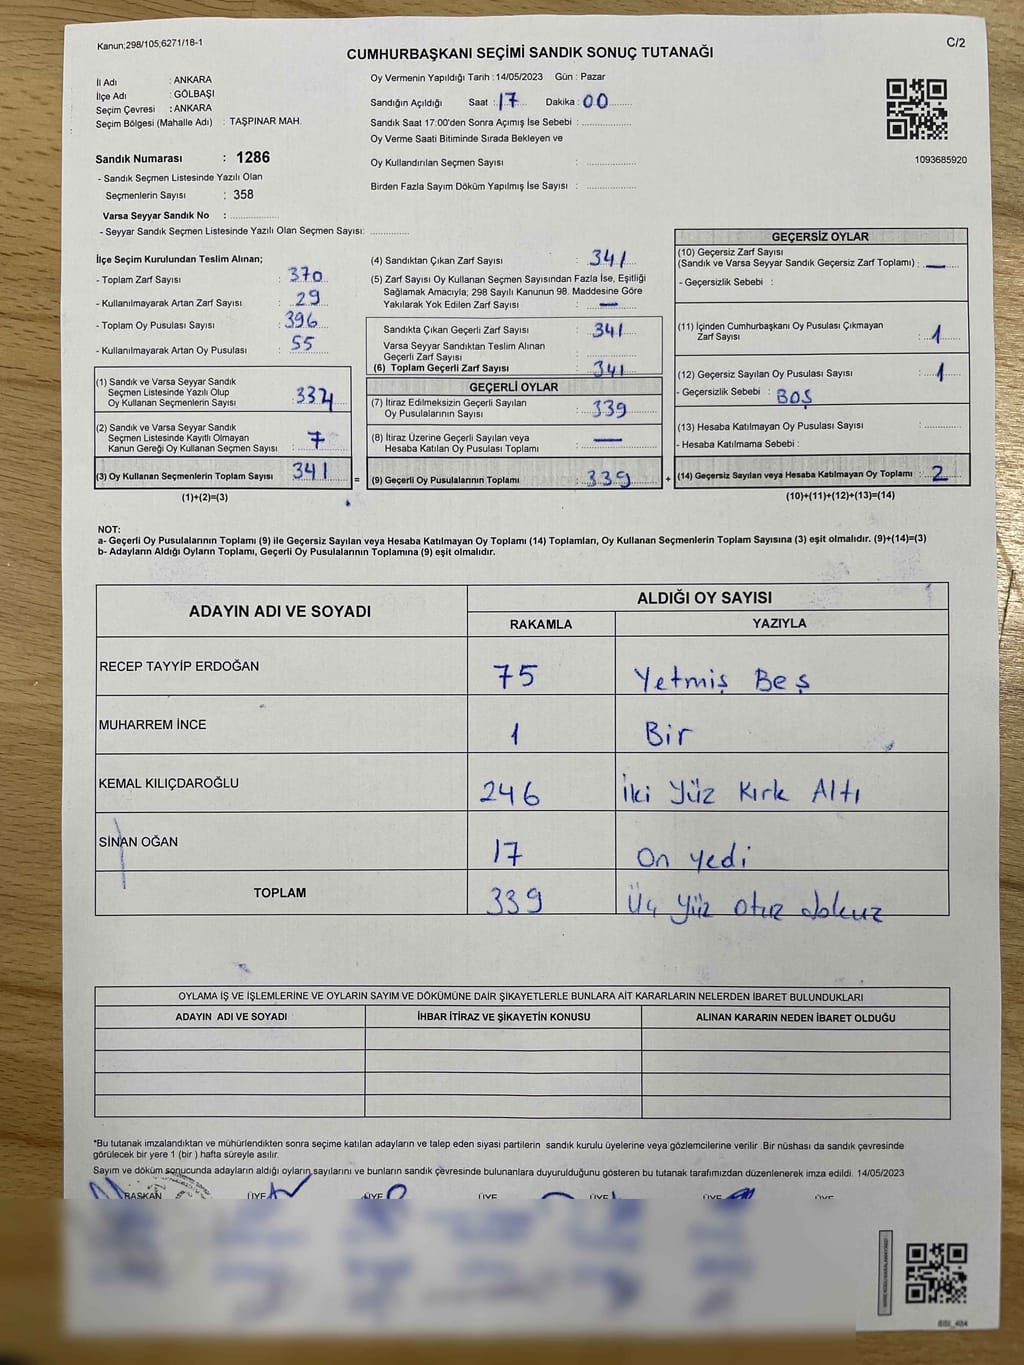 Kanun;298/105;6271/18-1
C/2
CUMHURBAŞKANI SEÇİMİ SANDIK SONUÇ TUTANAĞI
İl Adı : ANKARA
İlçe Adı : GÖLBAŞI
Seçim Çevresi : ANKARA
Seçim Bölgesi (Mahalle Adı) : TAŞPINAR MAH.
Oy Vermenin Yapıldığı Tarih : 14/05/2023 Gün : Pazar
Sandığın Açıldığı Saat : 17 Dakika : 00
Sandık Saat 17:00'den Sonra Açımış İse Sebebi :
Oy Verme Saati Bitiminde Sırada Bekleyen ve
Oy Kullandırılan Seçmen Sayısı :
Birden Fazla Sayım Döküm Yapılmış İse Sayısı :
1093685920
Sandık Numarası : 1286
- Sandık Seçmen Listesinde Yazılı Olan
Seçmenlerin Sayısı : 358
Varsa Seyyar Sandık No :
- Seyyar Sandık Seçmen Listesinde Yazılı Olan Seçmen Sayısı:
İlçe Seçim Kurulundan Teslim Alınan;
- Toplam Zarf Sayısı : 370
- Kullanılmayarak Artan Zarf Sayısı : 29
- Toplam Oy Pusulası Sayısı : 396
- Kullanılmayarak Artan Oy Pusulası : 55
(1) Sandık ve Varsa Seyyar Sandık
Seçmen Listesinde Yazılı Olup
Oy Kullanan Seçmenlerin Sayısı : 334
(2) Sandık ve Varsa Seyyar Sandık
Seçmen Listesinde Kayıtlı Olmayan
Kanun Gereği Oy Kullanan Seçmen Sayısı : 7
(3) Oy Kullanan Seçmenlerin Toplam Sayısı : 341
(1)+(2)=(3)
(4) Sandıktan Çıkan Zarf Sayısı : 341
(5) Zarf Sayısı Oy Kullanan Seçmen Sayısından Fazla İse, Eşitliği
Sağlamak Amacıyla; 298 Sayılı Kanunun 98. Maddesine Göre
Yakılarak Yok Edilen Zarf Sayısı : —
Sandıkta Çıkan Geçerli Zarf Sayısı : 341
Varsa Seyyar Sandıktan Teslim Alınan
Geçerli Zarf Sayısı :
(6) Toplam Geçerli Zarf Sayısı : 341
GEÇERLİ OYLAR
(7) İtiraz Edilmeksizin Geçerli Sayılan
Oy Pusulalarının Sayısı : 339
(8) İtiraz Üzerine Geçerli Sayılan veya
Hesaba Katılan Oy Pusulası Toplamı : —
= (9) Geçerli Oy Pusulalarının Toplamı : 339
GEÇERSİZ OYLAR
(10) Geçersiz Zarf Sayısı
(Sandık ve Varsa Seyyar Sandık Geçersiz Zarf Toplamı) : —
- Geçersizlik Sebebi :
(11) İçinden Cumhurbaşkanı Oy Pusulası Çıkmayan
Zarf Sayısı : 1
(12) Geçersiz Sayılan Oy Pusulası Sayısı : 1
- Geçersizlik Sebebi : BOŞ
(13) Hesaba Katılmayan Oy Pusulası Sayısı :
- Hesaba Katılmama Sebebi :
+ (14) Geçersiz Sayılan veya Hesaba Katılmayan Oy Toplamı : 2
(10)+(11)+(12)+(13)=(14)
NOT:
a- Geçerli Oy Pusulalarının Toplamı (9) ile Geçersiz Sayılan veya Hesaba Katılmayan Oy Toplamı (14) Toplamları, Oy Kullanan Seçmenlerin Toplam Sayısına (3) eşit olmalıdır. (9)+(14)=(3)
b- Adayların Aldığı Oyların Toplamı, Geçerli Oy Pusulalarının Toplamına (9) eşit olmalıdır.
ADAYIN ADI VE SOYADI
ALDIĞI OY SAYISI
RAKAMLA YAZIYLA
RECEP TAYYİP ERDOĞAN 75 Yetmiş Beş
MUHARREM İNCE 1 Bir
KEMAL KILIÇDAROĞLU 246 İki Yüz Kırk Altı
SİNAN OĞAN 17 On yedi
TOPLAM 339 Üç Yüz otuz dokuz
OYLAMA İŞ VE İŞLEMLERİNE VE OYLARIN SAYIM VE DÖKÜMÜNE DAİR ŞİKAYETLERLE BUNLARA AİT KARARLARIN NELERDEN İBARET BULUNDUKLARI
ADAYIN ADI VE SOYADI İHBAR İTİRAZ VE ŞİKAYETİN KONUSU ALINAN KARARIN NEDEN İBARET OLDUĞU
*Bu tutanak imzalandıktan ve mühürlendikten sonra seçime katılan adayların ve talep eden siyasi partilerin sandık kurulu üyelerine veya gözlemcilerine verilir .Bir nüshası da sandık çevresinde
görülecek bir yere 1 (bir ) hafta süreyle asılır.
Sayım ve döküm sonucunda adayların aldığı oyların sayılarını ve bunların sandık çevresinde bulunanlara duyurulduğunu gösteren bu tutanak tarafımızdan düzenlenerek imza edildi. 14/05/2023
BAŞKAN ÜYE ÜYE ÜYE ÜYE ÜYE ÜYE